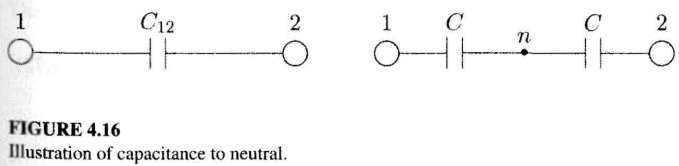 1 C12 2 1 C n C 2
FIGURE 4.16
Illustration of capacitance to neutral.